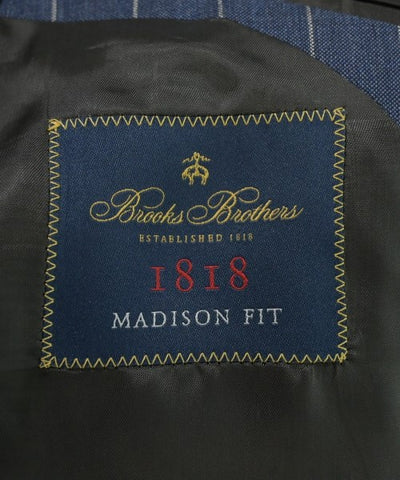 Brooks Brothers
ESTABLISHED 1818
1818
MADISON FIT